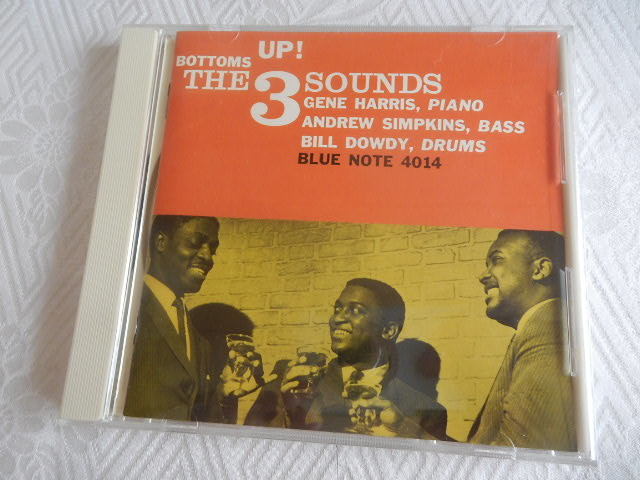 BOTTOMS UP!
THE 3 SOUNDS
GENE HARRIS, PIANO
ANDREW SIMPKINS, BASS
BILL DOWDY, DRUMS
BLUE NOTE 4014